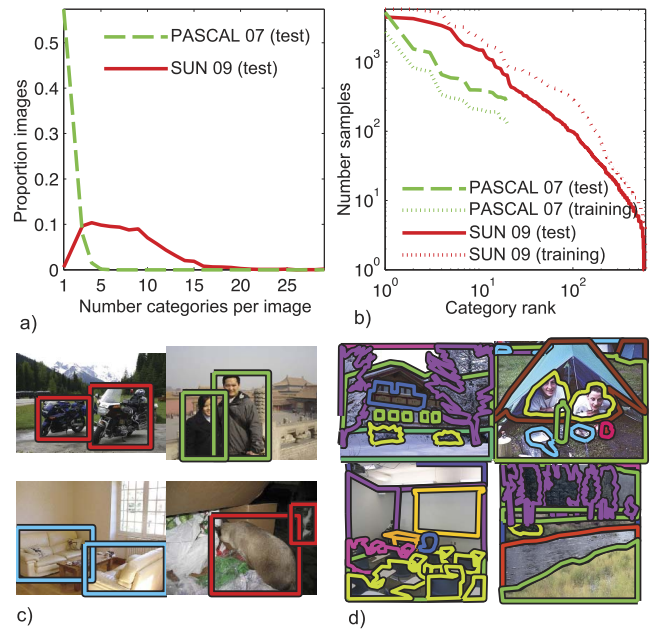 0.5
0.4
0.3
0.2
0.1
0
1 5 10 15 20 25
Proportion images
Number categories per image
PASCAL 07 (test)
SUN 09 (test)
a)
10^3
10^2
10^1
10^0
10^0 10^1 10^2
Number samples
Category rank
PASCAL 07 (test)
PASCAL 07 (training)
SUN 09 (test)
SUN 09 (training)
b)
c)
d)